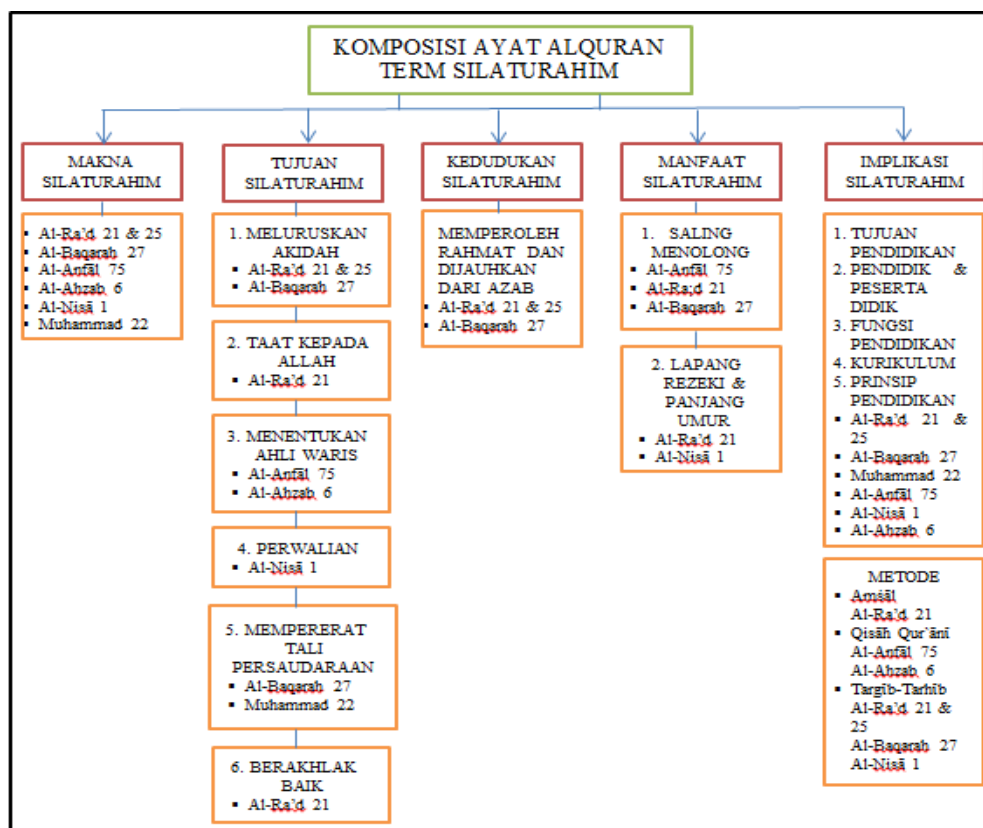 KOMPOSISI AYAT ALQURAN
TERM SILATURAHIM
MAKNA
SILATURAHIM
▪ Al-Ra'd 21 & 25
▪ Al-Baqarah 27
▪ Al-Anfāl 75
▪ Al-Ahzab 6
▪ Al-Nisā 1
▪ Muhammad 22
TUJUAN
SILATURAHIM
1. MELURUSKAN
AKIDAH
▪ Al-Ra'd 21 & 25
▪ Al-Baqarah 27
2. TAAT KEPADA
ALLAH
▪ Al-Ra'd 21
3. MENENTUKAN
AHLI WARIS
▪ Al-Anfāl 75
▪ Al-Ahzab 6
4. PERWALIAN
▪ Al-Nisā 1
5. MEMPERERAT
TALI
PERSAUDARAAN
▪ Al-Baqarah 27
▪ Muhammad 22
6. BERAKHLAK
BAIK
▪ Al-Ra'd 21
KEDUDUKAN
SILATURAHIM
MEMPEROLEH
RAHMAT DAN
DIJAUHKAN
DARI AZAB
▪ Al-Ra'd 21 & 25
▪ Al-Baqarah 27
MANFAAT
SILATURAHIM
1. SALING
MENOLONG
▪ Al-Anfāl 75
▪ Al-Ra;d 21
▪ Al-Baqarah 27
2. LAPANG
REZEKI &
PANJANG
UMUR
▪ Al-Ra'd 21
▪ Al-Nisā 1
IMPLIKASI
SILATURAHIM
1. TUJUAN
PENDIDIKAN
2. PENDIDIK &
PESERTA
DIDIK
3. FUNGSI
PENDIDIKAN
4. KURIKULUM
5. PRINSIP
PENDIDIKAN
▪ Al-Ra'd 21 &
25
▪ Al-Baqarah 27
▪ Muhammad 22
▪ Al-Anfāl 75
▪ Al-Nisā 1
▪ Al-Ahzab 6
METODE
▪ Amśāl
Al-Ra'd 21
▪ Qisāh Qur'ānī
Al-Anfāl 75
Al-Ahzab 6
▪ Targīb-Tarhīb
Al-Ra'd 21 &
25
Al-Baqarah 27
Al-Nisā 1